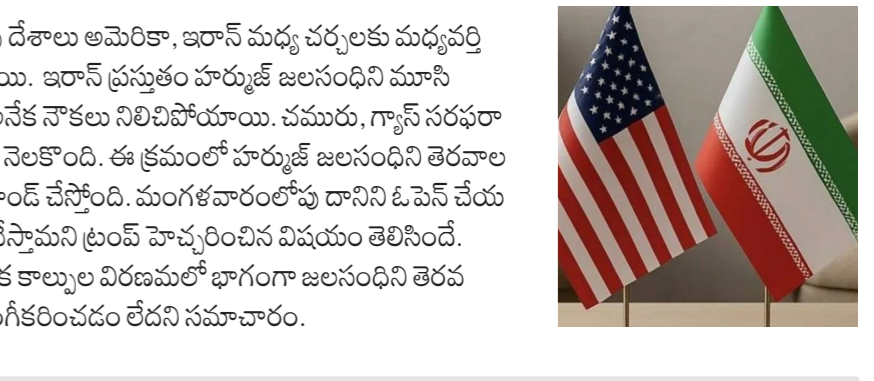 దేశాలు అమెరికా, ఇరాన్ మధ్య చర్చలకు మధ్యవర్తి
యి. ఇరాన్ ప్రస్తుతం హర్ముజ్ జలసంధిని మూసి
నేక నౌకలు నిలిచిపోయాయి. చమురు, గ్యాస్ సరఫరా
నెలకొంది. ఈ క్రమంలో హర్ముజ్ జలసంధిని తెరవాల
ాండ్ చేస్తోంది. మంగళవారంలోపు దానిని ఓపెన్ చేయ
స్తామని ట్రంప్ హెచ్చరించిన విషయం తెలిసిందే.
క కాల్పుల విరణమలో భాగంగా జలసంధిని తెరవ
గీకరించడం లేదని సమాచారం.